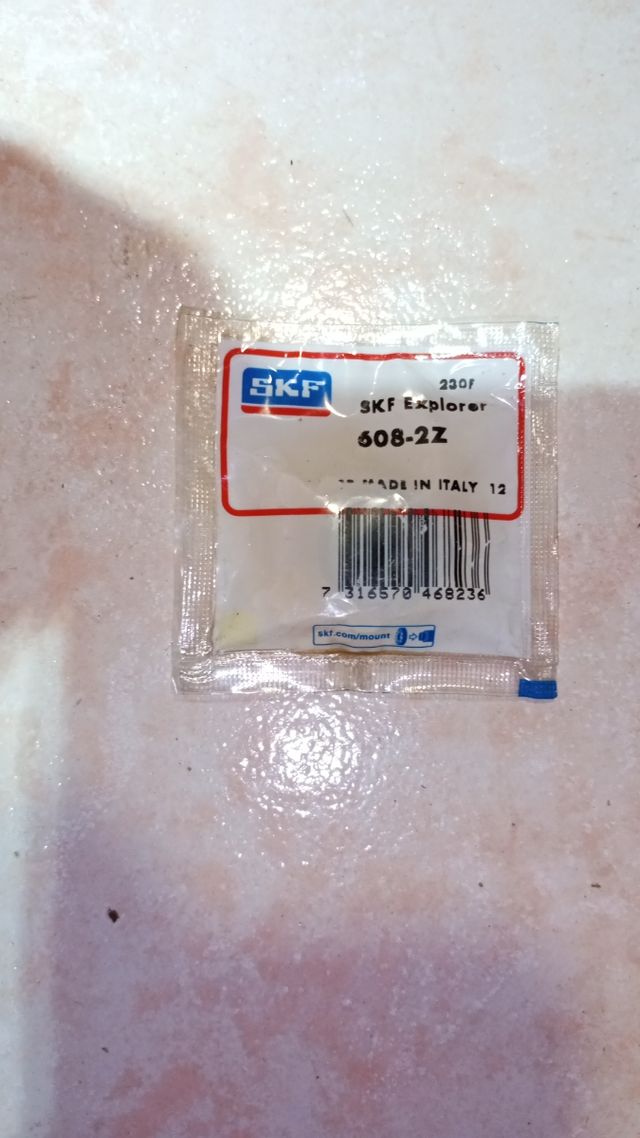 SKF
230F
SKF Explorer
608-2Z
MADE IN ITALY 12
7 316570 468236
skf.com/mount